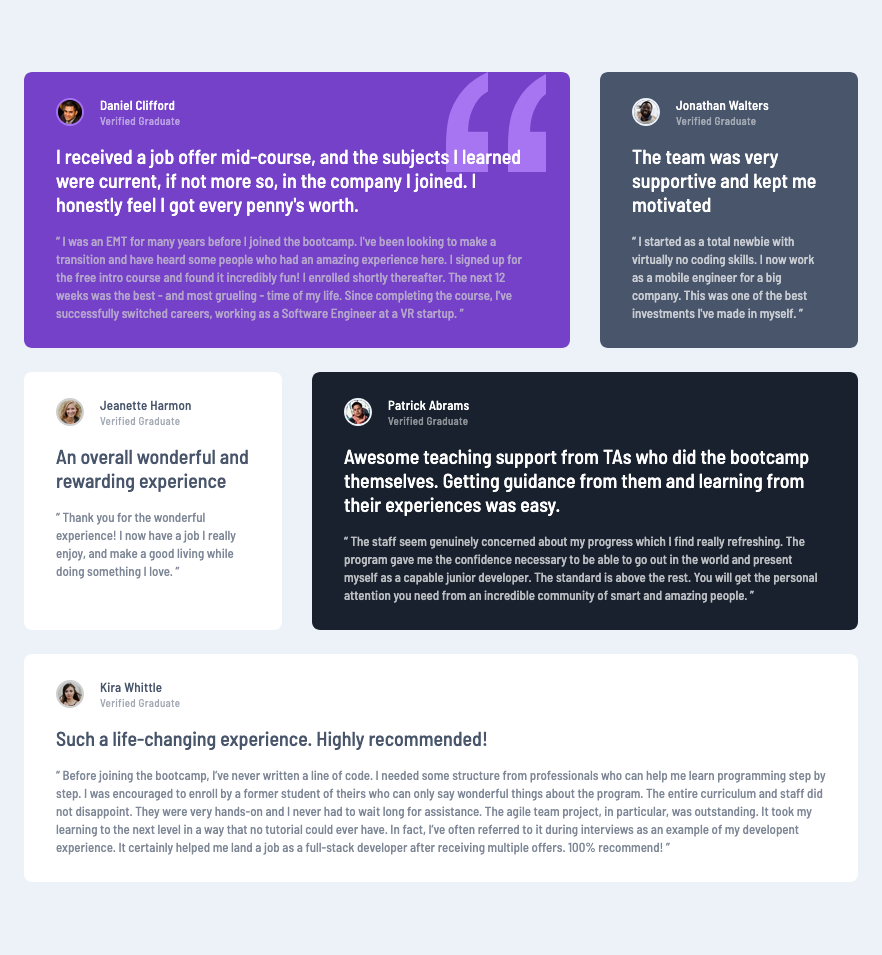 Daniel Clifford
Verified Graduate
I received a job offer mid-course, and the subjects I learned
were current, if not more so, in the company I joined. I
honestly feel I got every penny's worth.
“ I was an EMT for many years before I joined the bootcamp. I've been looking to make a
transition and have heard some people who had an amazing experience here. I signed up for
the free intro course and found it incredibly fun! I enrolled shortly thereafter. The next 12
weeks was the best - and most grueling - time of my life. Since completing the course, I've
successfully switched careers, working as a Software Engineer at a VR startup. ”
Jonathan Walters
Verified Graduate
The team was very
supportive and kept me
motivated
“ I started as a total newbie with
virtually no coding skills. I now work
as a mobile engineer for a big
company. This was one of the best
investments I've made in myself. ”
Jeanette Harmon
Verified Graduate
An overall wonderful and
rewarding experience
“ Thank you for the wonderful
experience! I now have a job I really
enjoy, and make a good living while
doing something I love. ”
Patrick Abrams
Verified Graduate
Awesome teaching support from TAs who did the bootcamp
themselves. Getting guidance from them and learning from
their experiences was easy.
“ The staff seem genuinely concerned about my progress which I find really refreshing. The
program gave me the confidence necessary to be able to go out in the world and present
myself as a capable junior developer. The standard is above the rest. You will get the personal
attention you need from an incredible community of smart and amazing people. ”
Kira Whittle
Verified Graduate
Such a life-changing experience. Highly recommended!
“ Before joining the bootcamp, I've never written a line of code. I needed some structure from professionals who can help me learn programming step by
step. I was encouraged to enroll by a former student of theirs who can only say wonderful things about the program. The entire curriculum and staff did
not disappoint. They were very hands-on and I never had to wait long for assistance. The agile team project, in particular, was outstanding. It took my
learning to the next level in a way that no tutorial could ever have. In fact, I've often referred to it during interviews as an example of my developent
experience. It certainly helped me land a job as a full-stack developer after receiving multiple offers. 100% recommend! ”